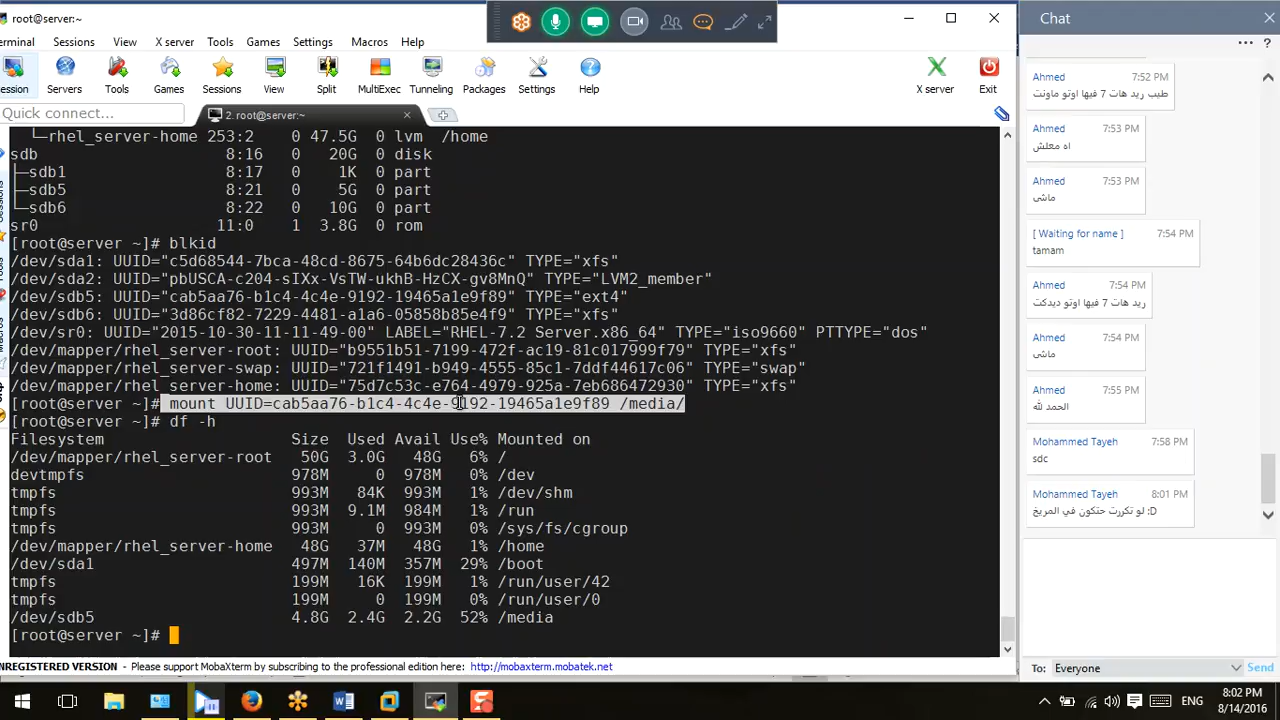 root@server:~
Terminal Sessions View X server Tools Games Settings Macros Help
Session Servers Tools Games Sessions View Split MultiExec Tunneling Packages Settings Help X server Exit
Quick connect...
2. root@server:~
└─rhel_server-home 253:2 0 47.5G 0 lvm /home
sdb 8:16 0 20G 0 disk
├─sdb1 8:17 0 1K 0 part
├─sdb5 8:21 0 5G 0 part
└─sdb6 8:22 0 10G 0 part
sr0 11:0 1 3.8G 0 rom
[root@server ~]# blkid
/dev/sda1: UUID="c5d68544-7bca-48cd-8675-64b6dc28436c" TYPE="xfs"
/dev/sda2: UUID="pbUSCA-c204-sIXx-VsTW-ukhB-HzCX-gv8MnQ" TYPE="LVM2_member"
/dev/sdb5: UUID="cab5aa76-b1c4-4c4e-9192-19465a1e9f89" TYPE="ext4"
/dev/sdb6: UUID="3d86cf82-7229-4481-a1a6-05858b85e4f9" TYPE="xfs"
/dev/sr0: UUID="2015-10-30-11-11-49-00" LABEL="RHEL-7.2 Server.x86_64" TYPE="iso9660" PTTYPE="dos"
/dev/mapper/rhel_server-root: UUID="b9551b51-7199-472f-ac19-81c017999f79" TYPE="xfs"
/dev/mapper/rhel_server-swap: UUID="721f1491-b949-4555-85c1-7ddf44617c06" TYPE="swap"
/dev/mapper/rhel_server-home: UUID="75d7c53c-e764-4979-925a-7eb686472930" TYPE="xfs"
[root@server ~]# mount UUID=cab5aa76-b1c4-4c4e-9192-19465a1e9f89 /media/
[root@server ~]# df -h
Filesystem Size Used Avail Use% Mounted on
/dev/mapper/rhel_server-root 50G 3.0G 48G 6% /
devtmpfs 978M 0 978M 0% /dev
tmpfs 993M 84K 993M 1% /dev/shm
tmpfs 993M 9.1M 984M 1% /run
tmpfs 993M 0 993M 0% /sys/fs/cgroup
/dev/mapper/rhel_server-home 48G 37M 48G 1% /home
/dev/sda1 497M 140M 357M 29% /boot
tmpfs 199M 16K 199M 1% /run/user/42
tmpfs 199M 0 199M 0% /run/user/0
/dev/sdb5 4.8G 2.4G 2.2G 52% /media
[root@server ~]#
UNREGISTERED VERSION - Please support MobaXterm by subscribing to the professional edition here: http://mobaxterm.mobatek.net
Chat
Ahmed 7:52 PM
طيب ريد هات 7 فيها اوتو ماونت
Ahmed 7:53 PM
اه معلش
Ahmed 7:53 PM
ماشى
[ Waiting for name ] 7:54 PM
tamam
Ahmed 7:54 PM
ريد هات 7 فيها اوتو ديدكت
Ahmed 7:55 PM
ماشى
Ahmed 7:55 PM
الحمد لله
Mohammed Tayeh 7:58 PM
sdc
Mohammed Tayeh 8:01 PM
لو تكررت حتكون في المريخ :D
To: Everyone Send
8:02 PM
8/14/2016